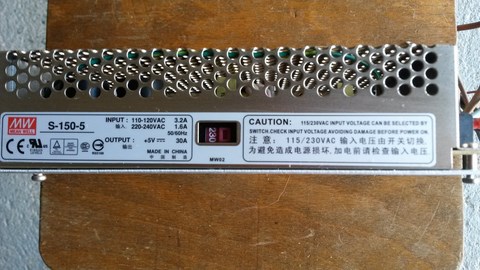 MW
MEAN WELL
S-150-5
INPUT: 110-120VAC 3.2A
输入 220-240VAC 1.6A
50/60Hz
OUTPUT: +5V 30A
输出
MADE IN CHINA
中国制造
230
MW02
CAUTION: 115/230VAC INPUT VOLTAGE CAN BE SELECTED BY
SWITCH.CHECK INPUT VOLTAGE AVOIDING DAMAGE BEFORE POWER ON.
注意: 115/230VAC 输入电压由开关切换.
为避免造成电源损坏.加电前请检查输入电压.